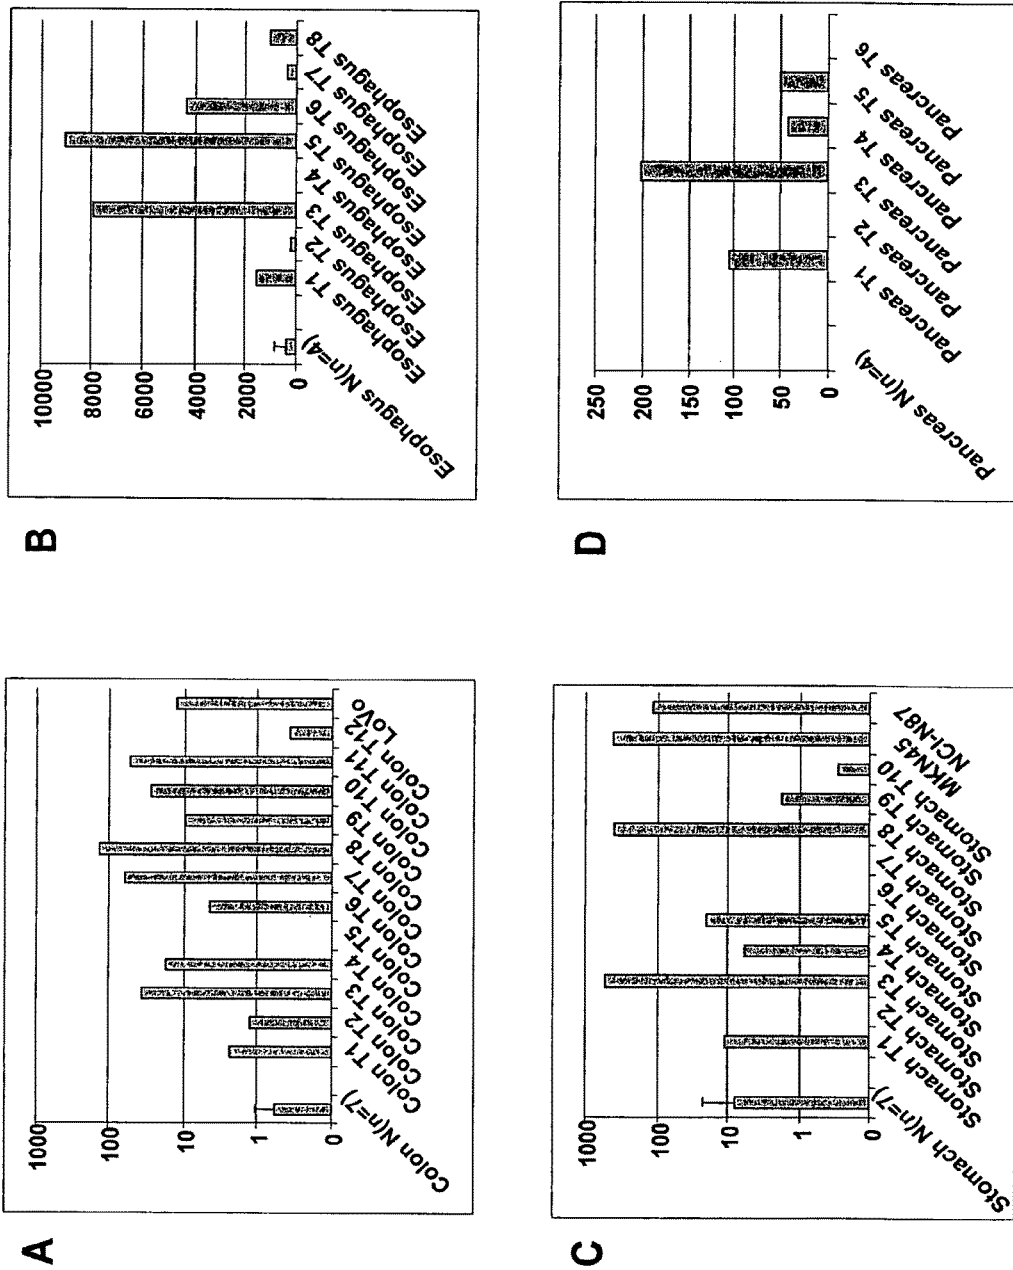 A
1000
100
10
1
0
Colon N(n=7)
Colon T1
Colon T2
Colon T3
Colon T4
Colon T5
Colon T6
Colon T7
Colon T8
Colon T9
Colon T10
Colon T11
Colon T12
LoVo
B
10000
8000
6000
4000
2000
0
Esophagus N(n=4)
Esophagus T1
Esophagus T2
Esophagus T3
Esophagus T4
Esophagus T5
Esophagus T6
Esophagus T7
Esophagus T8
C
1000
100
10
1
0
Stomach N(n=7)
Stomach T1
Stomach T2
Stomach T3
Stomach T4
Stomach T5
Stomach T6
Stomach T7
Stomach T8
Stomach T9
Stomach T10
MKN45
NCI-N87
D
250
200
150
100
50
0
Pancreas N(n=4)
Pancreas T1
Pancreas T2
Pancreas T3
Pancreas T4
Pancreas T5
Pancreas T6